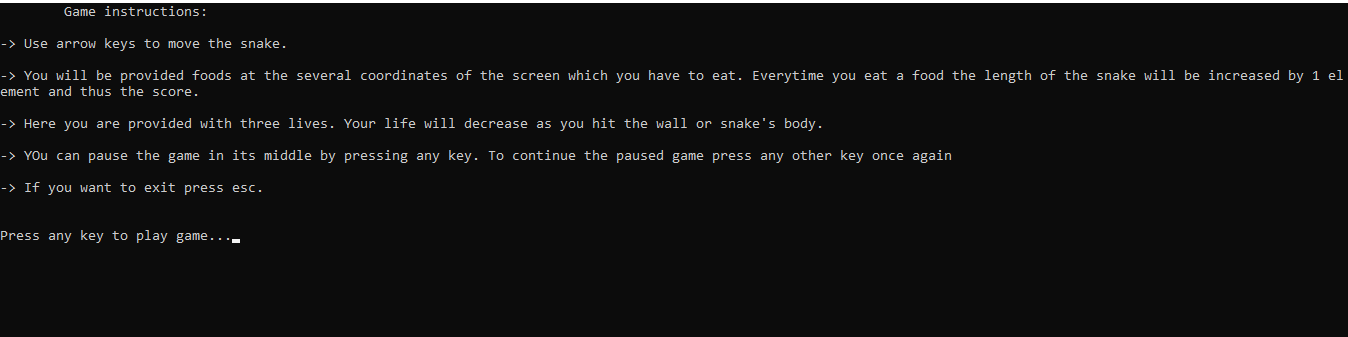 Game instructions:
-> Use arrow keys to move the snake.
-> You will be provided foods at the several coordinates of the screen which you have to eat. Everytime you eat a food the length of the snake will be increased by 1 el
ement and thus the score.
-> Here you are provided with three lives. Your life will decrease as you hit the wall or snake's body.
-> YOu can pause the game in its middle by pressing any key. To continue the paused game press any other key once again
-> If you want to exit press esc.
Press any key to play game...